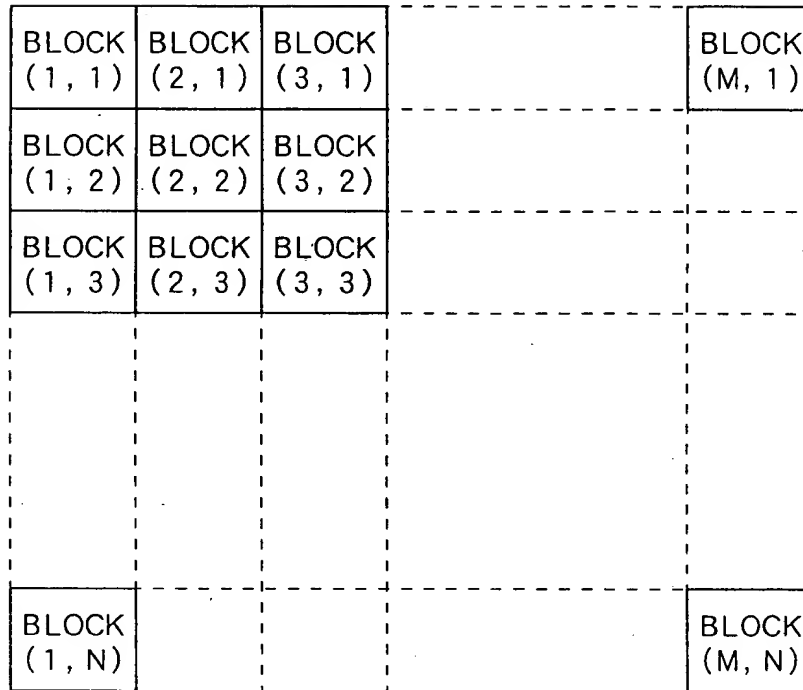 BLOCK BLOCK BLOCK BLOCK
(1, 1) (2, 1) (3, 1) (M, 1)
BLOCK BLOCK BLOCK
(1, 2) (2, 2) (3, 2)
BLOCK BLOCK BLOCK
(1, 3) (2, 3) (3, 3)
BLOCK BLOCK
(1, N) (M, N)